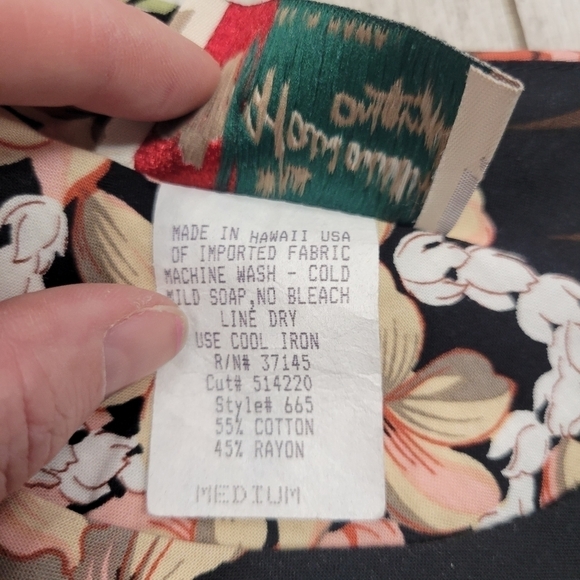 MADE IN HAWAII USA
OF IMPORTED FABRIC
MACHINE WASH - COLD
MILD SOAP, NO BLEACH
LINE DRY
USE COOL IRON
R/N# 37145
Cut# 514220
Style# 665
55% COTTON
45% RAYON
MEDIUM